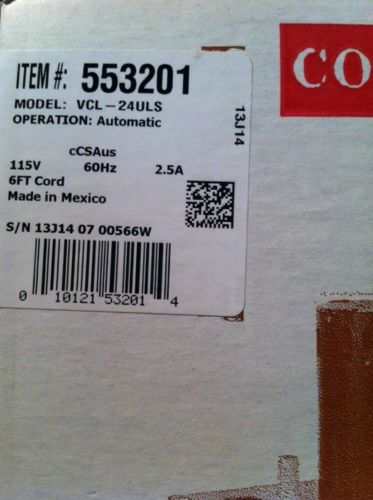 ITEM #: 553201
MODEL: VCL-24ULS
OPERATION: Automatic
13J14
cCSAus
115V 60Hz 2.5A
6FT Cord
Made in Mexico
S/N 13J14 07 00566W
0 10121 53201 4
CO